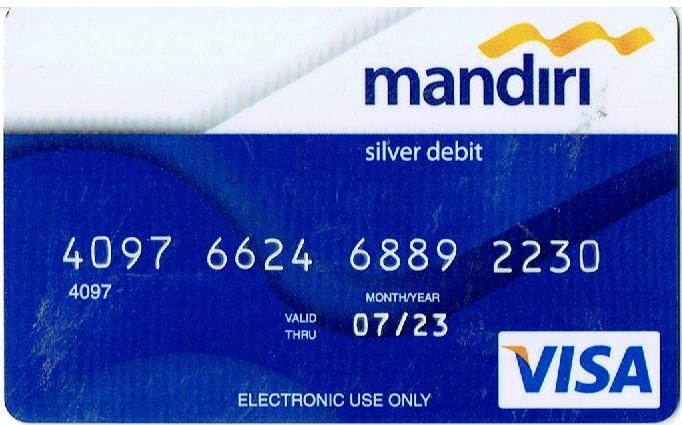 mandiri
silver debit
4097 6624 6889 2230
4097
MONTH/YEAR
VALID THRU 07/23
VISA
ELECTRONIC USE ONLY